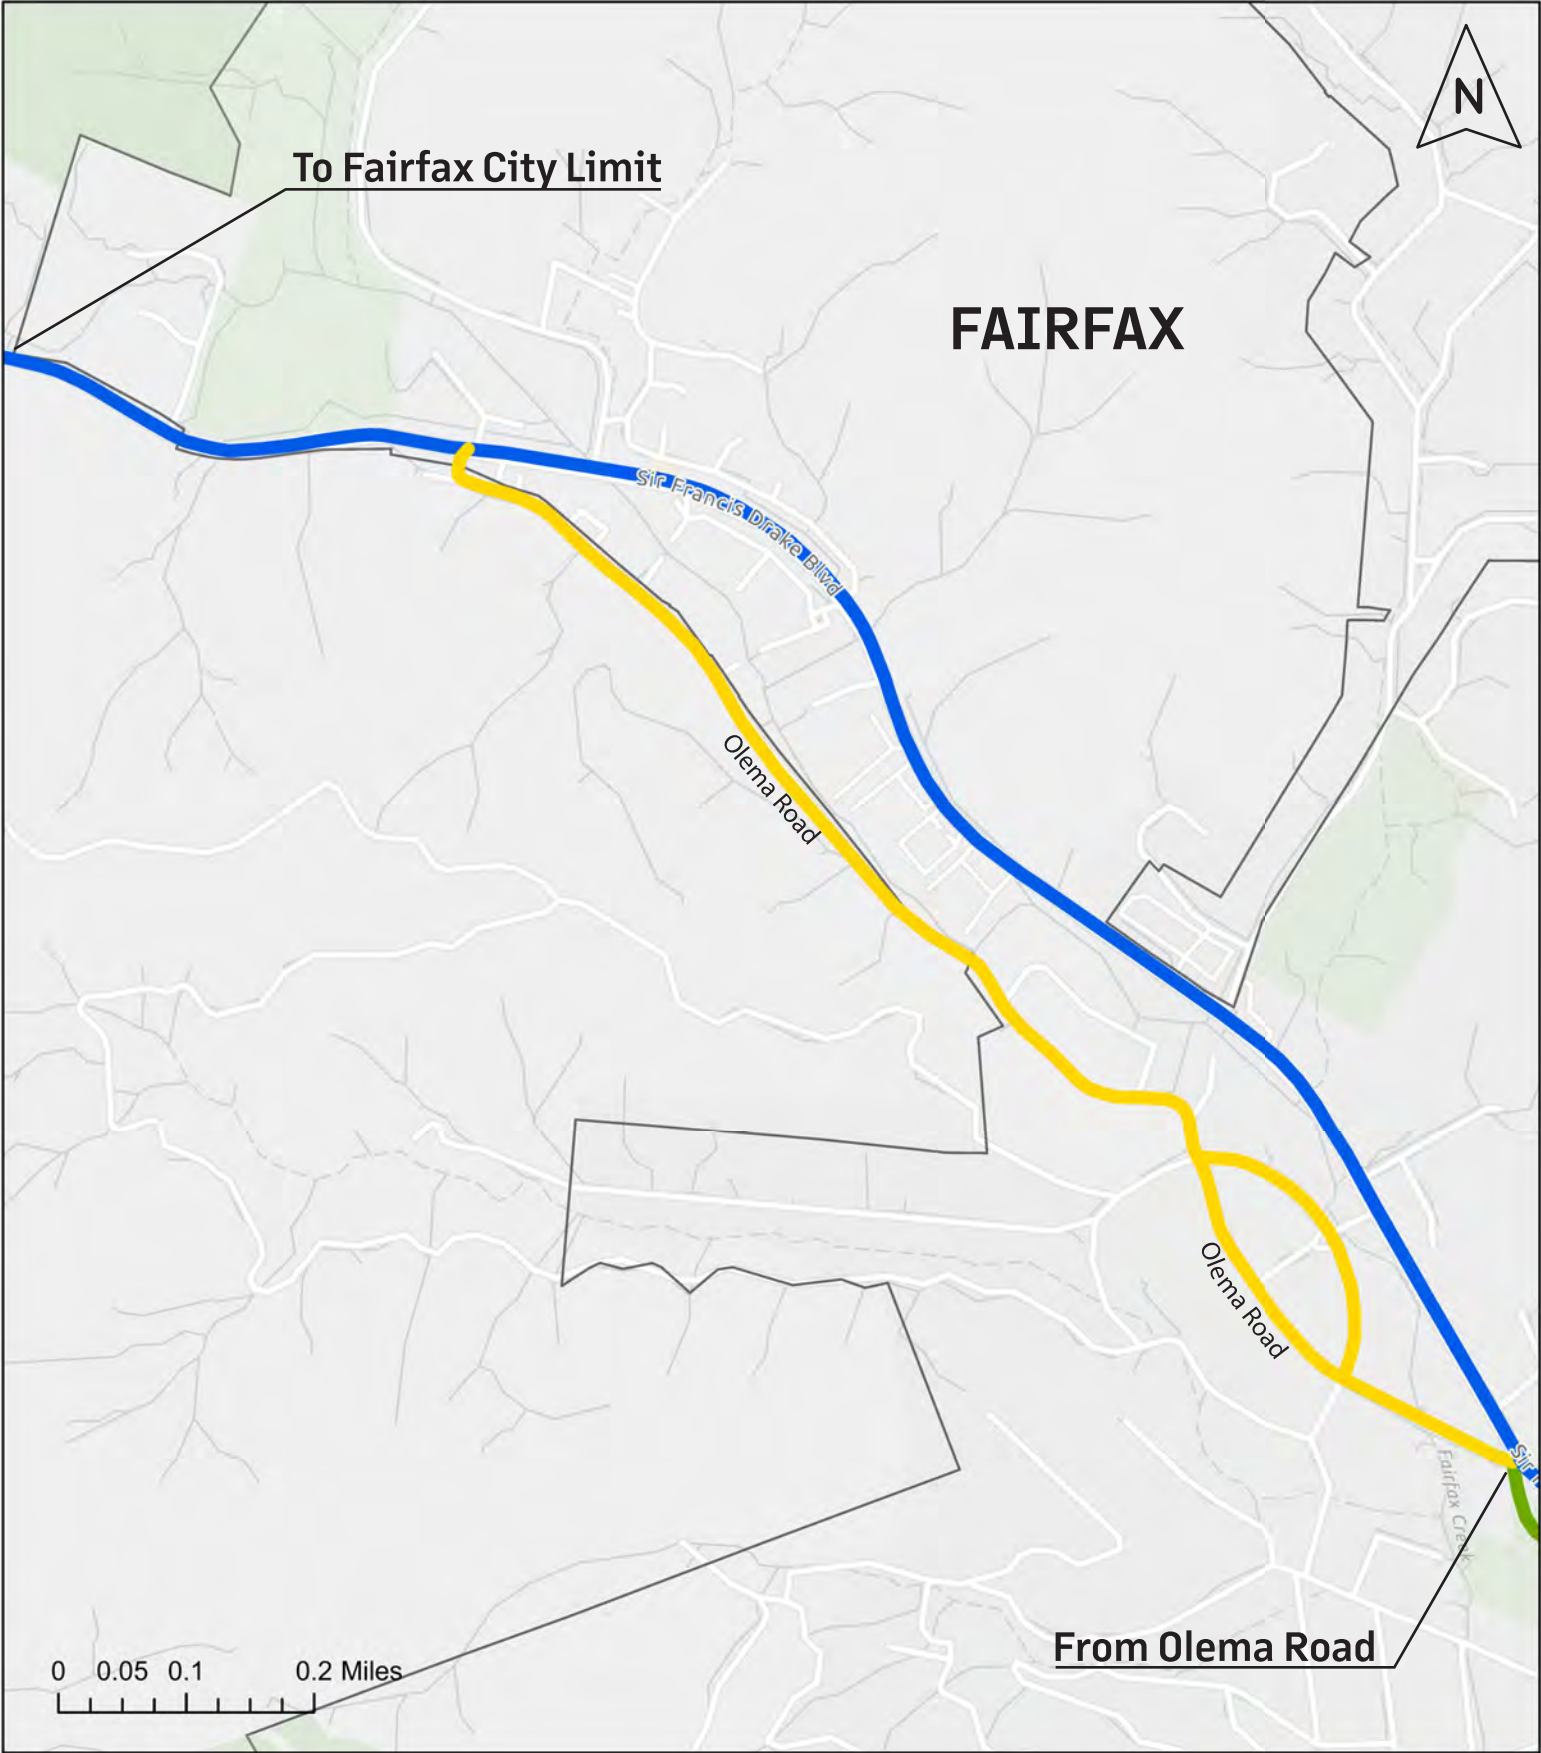 N
To Fairfax City Limit
FAIRFAX
Sir Francis Drake Blvd
Olema Road
Olema Road
Sir
Fairfax Creek
From Olema Road
0 0.05 0.1 0.2 Miles